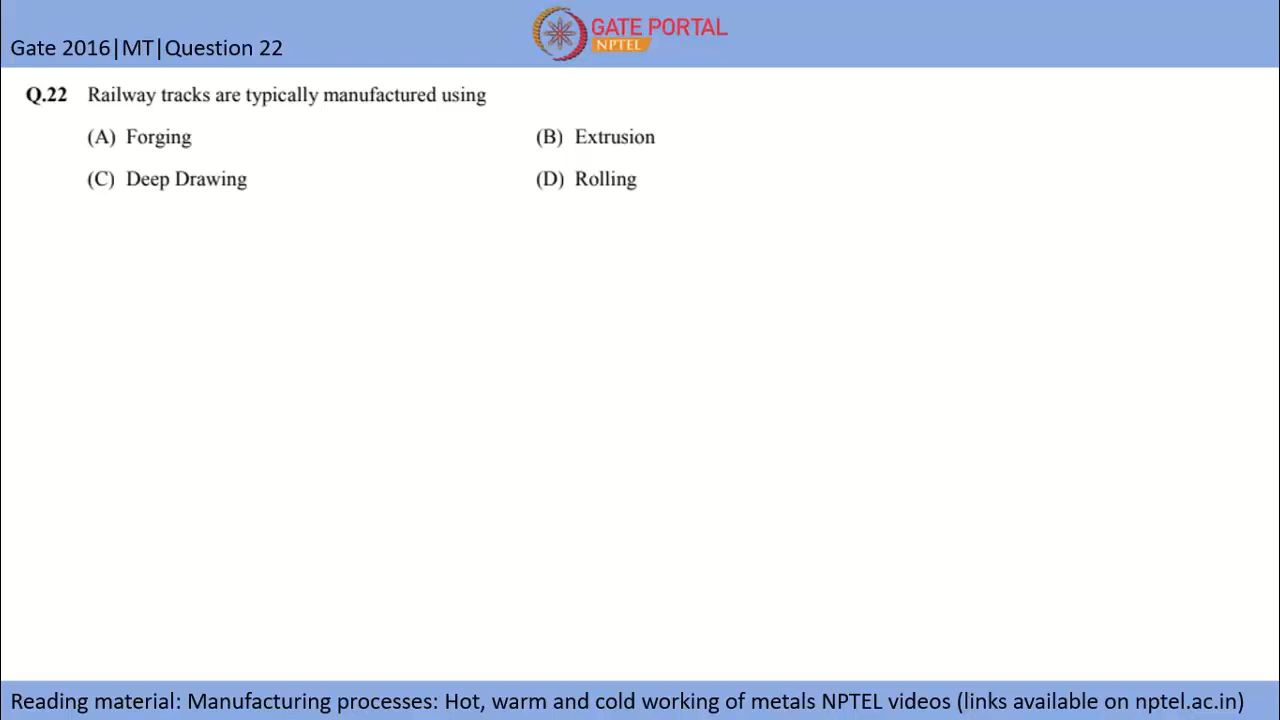 Gate 2016|MT|Question 22
GATE PORTAL
NPTEL
Q.22 Railway tracks are typically manufactured using
(A) Forging (B) Extrusion
(C) Deep Drawing (D) Rolling
Reading material: Manufacturing processes: Hot, warm and cold working of metals NPTEL videos (links available on nptel.ac.in)